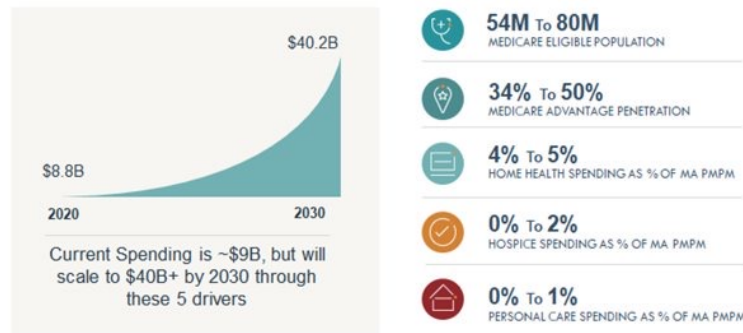 $40.2B
$8.8B
2020 2030
Current Spending is ~$9B, but will
scale to $40B+ by 2030 through
these 5 drivers
54M To 80M
MEDICARE ELIGIBLE POPULATION
34% To 50%
MEDICARE ADVANTAGE PENETRATION
4% To 5%
HOME HEALTH SPENDING AS % OF MA PMPM
0% To 2%
HOSPICE SPENDING AS % OF MA PMPM
0% To 1%
PERSONAL CARE SPENDING AS % OF MA PMPM